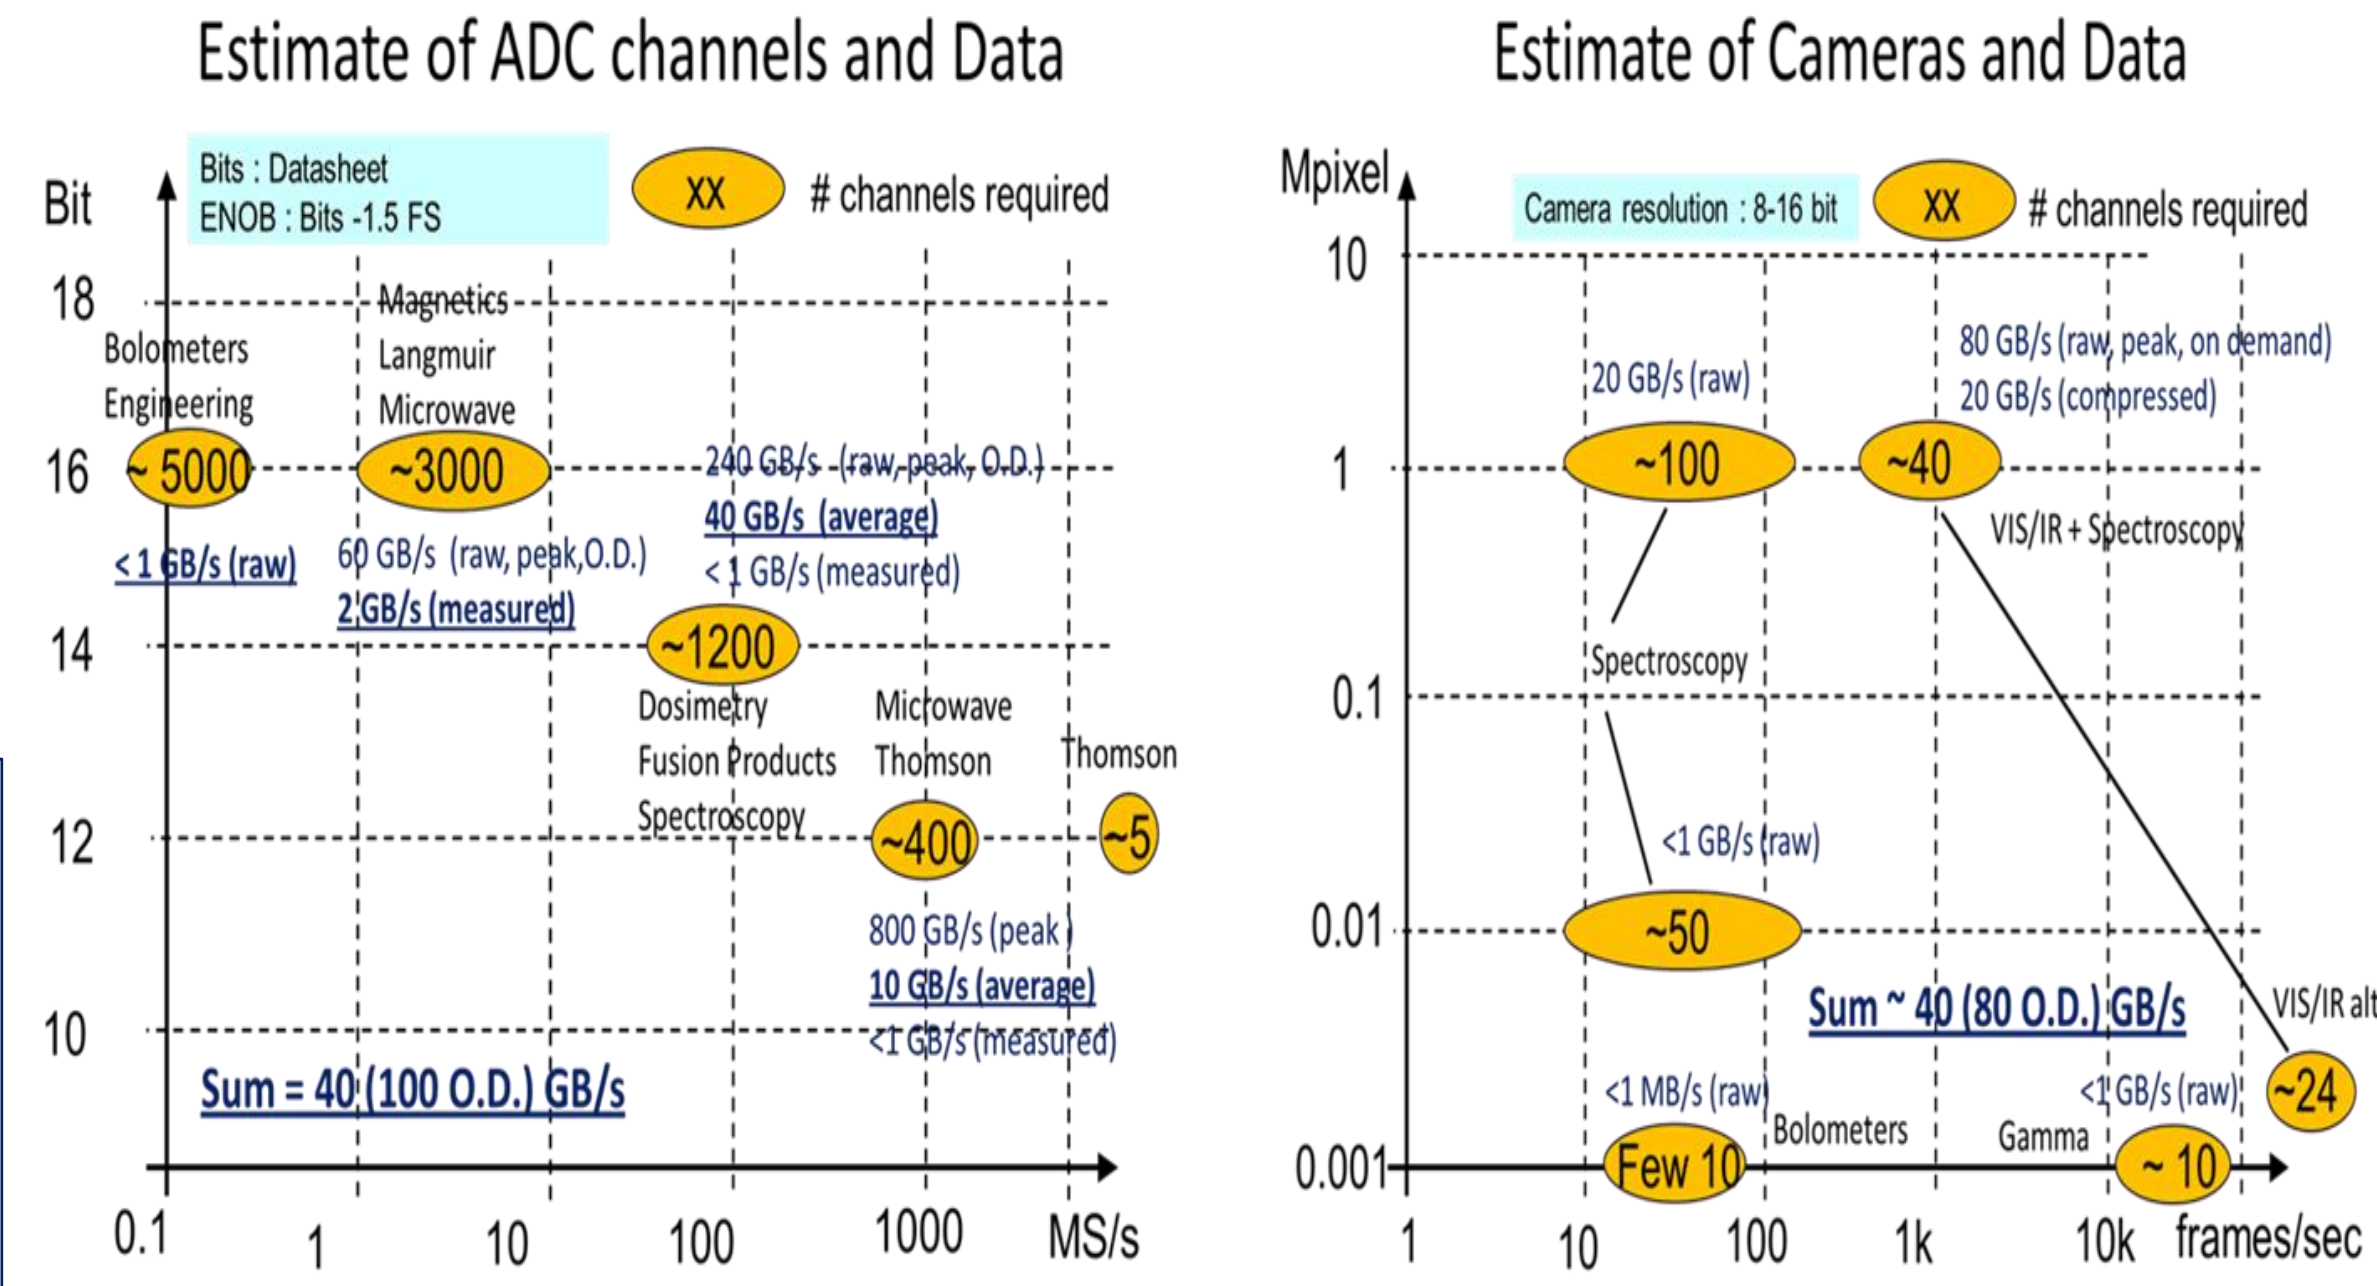 Estimate of ADC channels and Data
Bits : Datasheet
ENOB : Bits -1.5 FS
XX
# channels required
Bit
18
16
14
12
10
Magnetics
Langmuir
Microwave
Bolometers
Engineering
~ 5000
~3000
< 1 GB/s (raw)
60 GB/s (raw, peak,O.D.)
2 GB/s (measured)
240 GB/s (raw, peak, O.D.)
40 GB/s (average)
< 1 GB/s (measured)
~1200
Dosimetry
Fusion Products
Spectroscopy
Microwave
Thomson
Thomson
~400
~5
800 GB/s (peak )
10 GB/s (average)
<1 GB/s (measured)
Sum = 40 (100 O.D.) GB/s
0.1
1
10
100
1000
MS/s
Estimate of Cameras and Data
Mpixel
Camera resolution : 8-16 bit
XX
# channels required
10
1
0.1
0.01
0.001
20 GB/s (raw)
80 GB/s (raw, peak, on demand)
20 GB/s (compressed)
~100
~40
VIS/IR + Spectroscopy
Spectroscopy
<1 GB/s (raw)
~50
Sum ~ 40 (80 O.D.) GB/s
VIS/IR alt
~24
<1 MB/s (raw)
<1 GB/s (raw)
Few 10
Bolometers
Gamma
~ 10
1
10
100
1k
10k
frames/sec